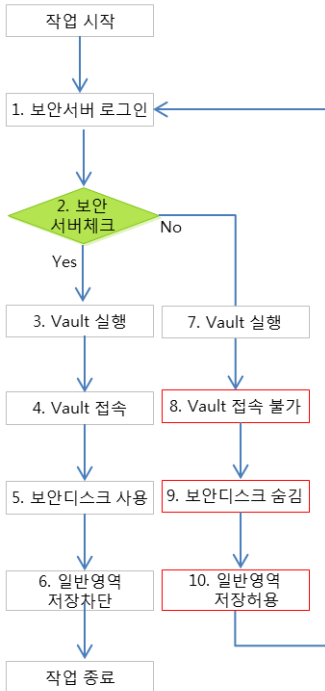 작업 시작
1. 보안서버 로그인
2. 보안
서버체크
No
Yes
3. Vault 실행
7. Vault 실행
4. Vault 접속
8. Vault 접속 불가
5. 보안디스크 사용
9. 보안디스크 숨김
6. 일반영역
저장차단
10. 일반영역
저장허용
작업 종료